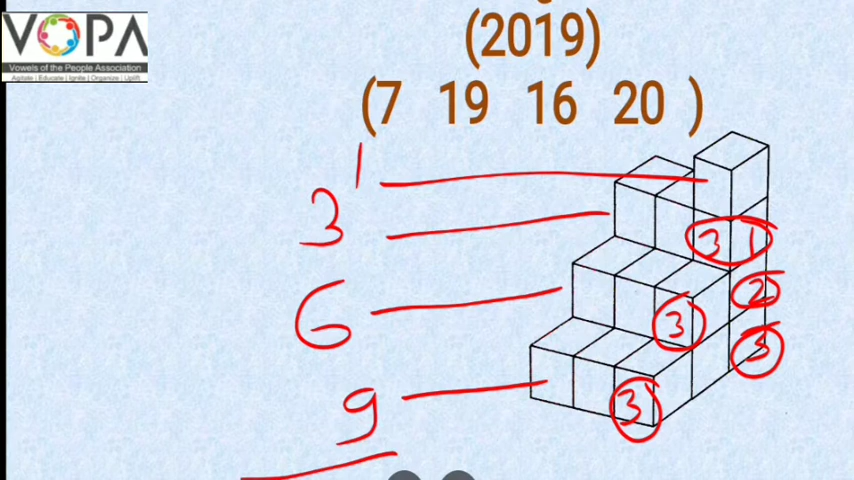 VOPA
Vowels of the People Association
Agitate | Educate | Ignite | Organize | Uplift
(2019)
(7 19 16 20 )
1
3
3 1
6
3
2
9
3
3